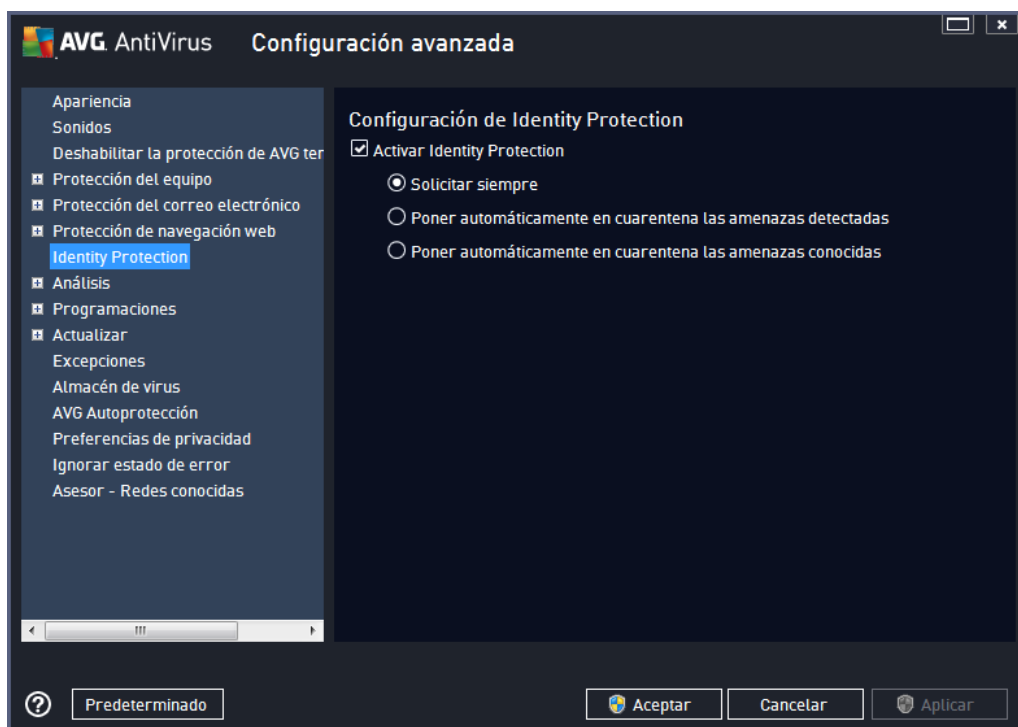 AVG. AntiVirus Configuración avanzada
Apariencia
Sonidos
Deshabilitar la protección de AVG ter
Protección del equipo
Protección del correo electrónico
Protección de navegación web
Identity Protection
Análisis
Programaciones
Actualizar
Excepciones
Almacén de virus
AVG Autoprotección
Preferencias de privacidad
Ignorar estado de error
Asesor - Redes conocidas
Configuración de Identity Protection
Activar Identity Protection
Solicitar siempre
Poner automáticamente en cuarentena las amenazas detectadas
Poner automáticamente en cuarentena las amenazas conocidas
Predeterminado Aceptar Cancelar Aplicar